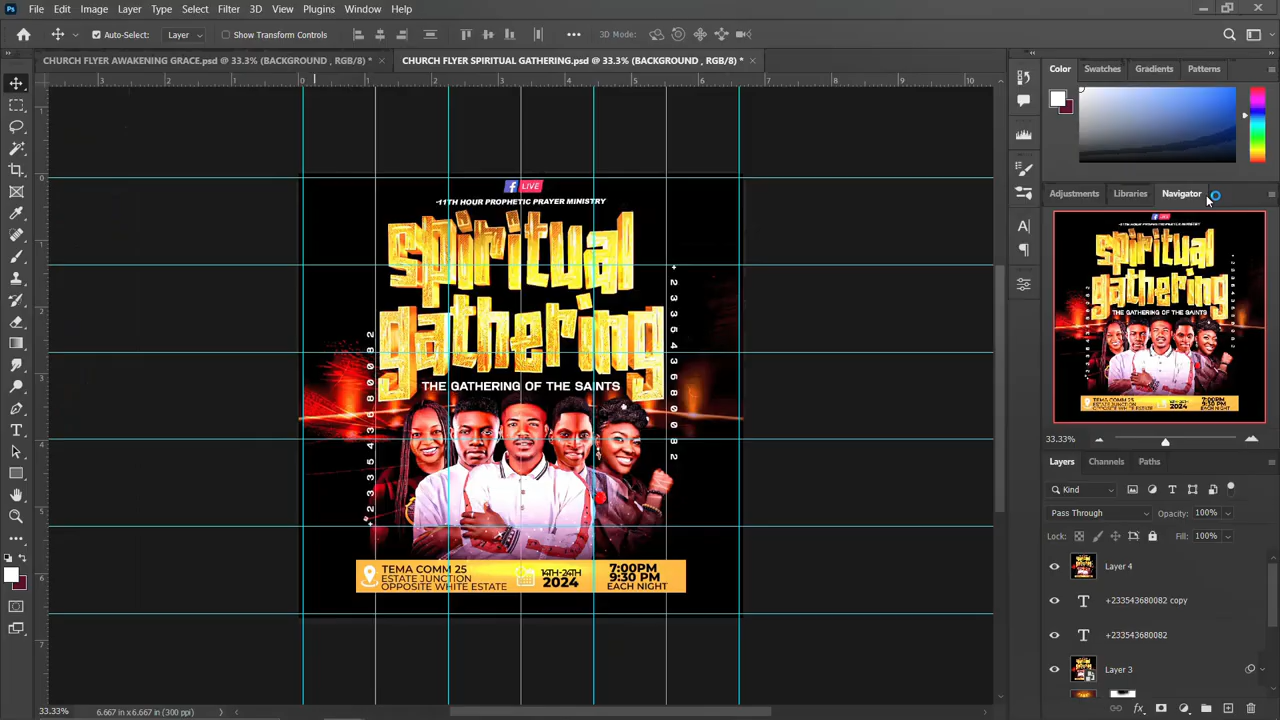 File Edit Image Layer Type Select Filter 3D View Plugins Window Help
Auto-Select: Layer Show Transform Controls 3D Mode:
CHURCH FLYER AWAKENING GRACE.psd @ 33.3% (BACKGROUND , RGB/8) * CHURCH FLYER SPIRITUAL GATHERING.psd @ 33.3% (BACKGROUND , RGB/8) *
Color Swatches Gradients Patterns
Adjustments Libraries Navigator
LIVE
11TH HOUR PROPHETIC PRAYER MINISTRY
spiritual
gathering
THE GATHERING OF THE SAINTS
+233543680082
+233543680082
TEMA COMM 25
ESTATE JUNCTION
OPPOSITE WHITE ESTATE
14TH-24TH
2024
7:00PM
9:30 PM
EACH NIGHT
33.33%
Layers Channels Paths
Kind
Pass Through Opacity: 100%
Lock: Fill: 100%
Layer 4
+233543680082 copy
+233543680082
Layer 3
33.33% 6.667 in x 6.667 in (300 ppi)